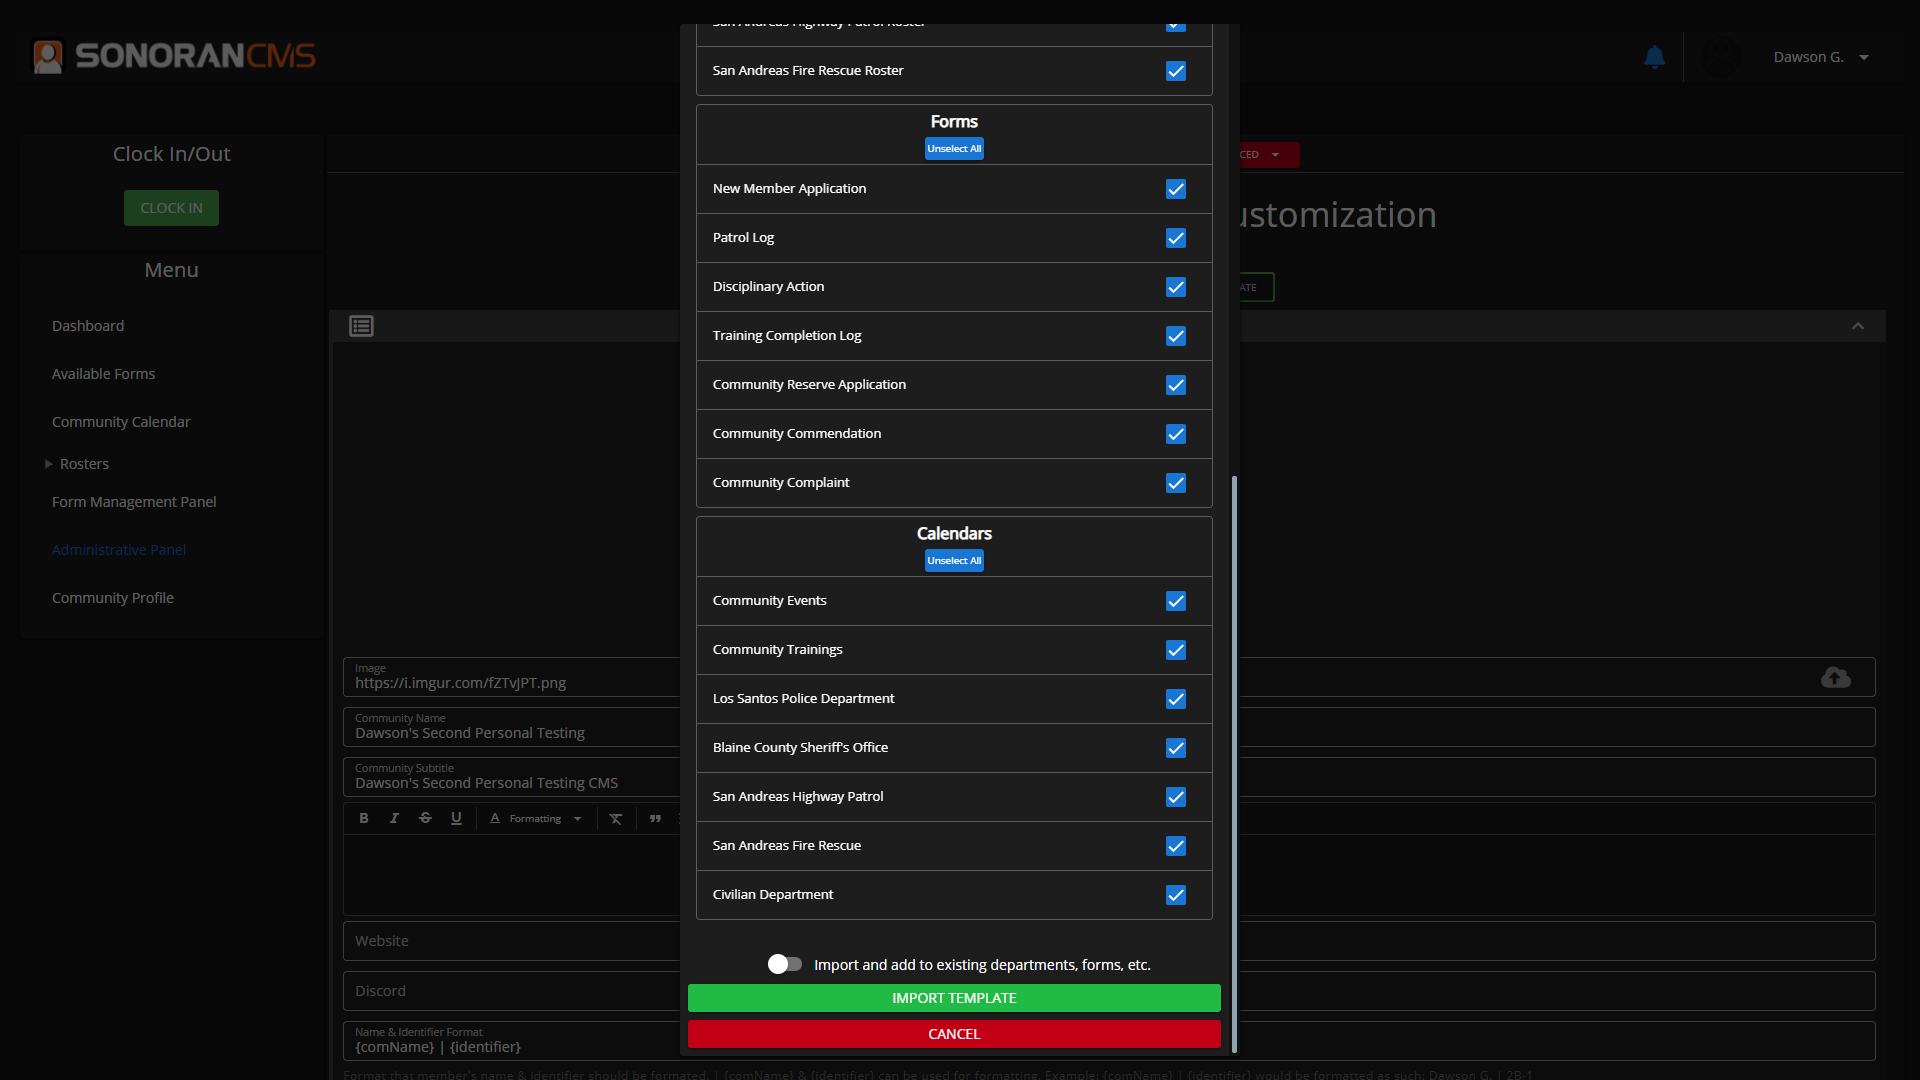 SONORANCMS
Dawson G.
Clock In/Out
CLOCK IN
Menu
Dashboard
Available Forms
Community Calendar
Rosters
Form Management Panel
Administrative Panel
Community Profile
San Andreas Highway Patrol Roster
San Andreas Fire Rescue Roster
Forms
Unselect All
New Member Application
Patrol Log
Disciplinary Action
Training Completion Log
Community Reserve Application
Community Commendation
Community Complaint
Calendars
Unselect All
Community Events
Community Trainings
Los Santos Police Department
Blaine County Sheriff's Office
San Andreas Highway Patrol
San Andreas Fire Rescue
Civilian Department
Import and add to existing departments, forms, etc.
IMPORT TEMPLATE
CANCEL
CED
ustomization
ATE
Image
https://i.imgur.com/fZTvJPT.png
Community Name
Dawson's Second Personal Testing
Community Subtitle
Dawson's Second Personal Testing CMS
B I S U A Formatting
Website
Discord
Name & Identifier Format
{comName} | {identifier}
Format that member's name & identifier should be formated. | {comName} & {identifier} can be used for formatting. Example: {comName} | {identifier} would be formatted as such: Dawson G. | 2B-1